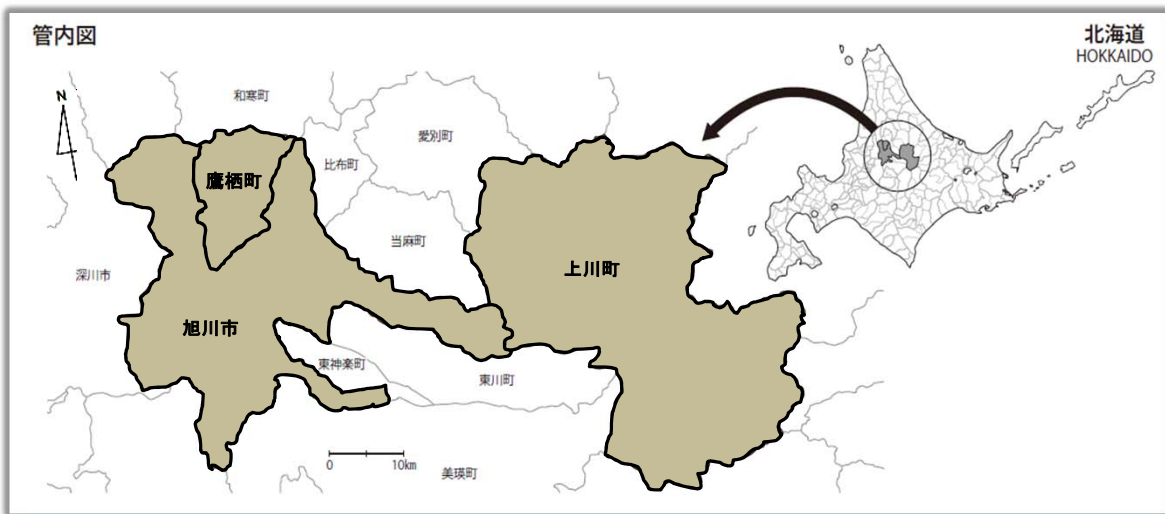 管内図
北海道
HOKKAIDO
N
和寒町
愛別町
比布町
鷹栖町
当麻町
深川市
上川町
旭川市
東神楽町
東川町
0 10km
美瑛町